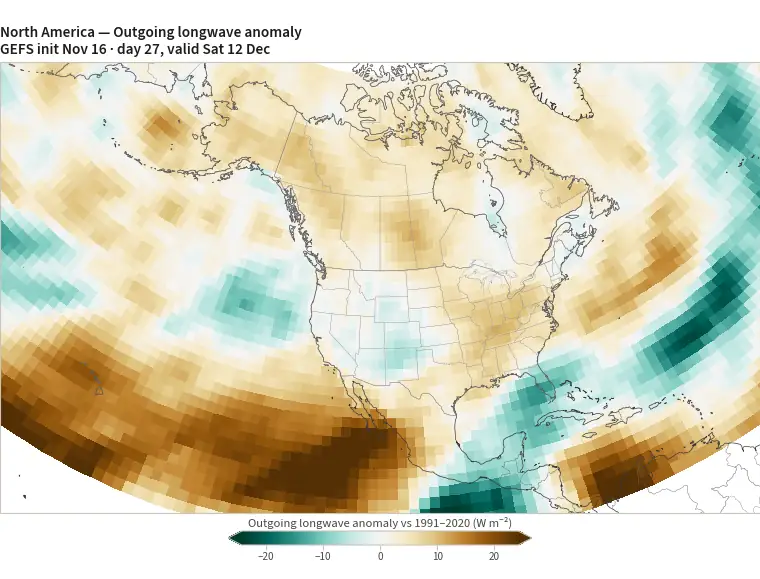 North America — Outgoing longwave anomaly
GEFS init Nov 16 · day 27, valid Sat 12 Dec
Outgoing longwave anomaly vs 1991–2020 (W m⁻²)
−20 −10 0 10 20